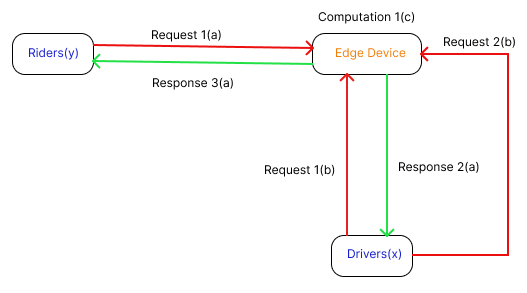 Computation 1(c)
Request 1(a)
Request 2(b)
Riders(y)
Edge Device
Response 3(a)
Request 1(b)
Response 2(a)
Drivers(x)